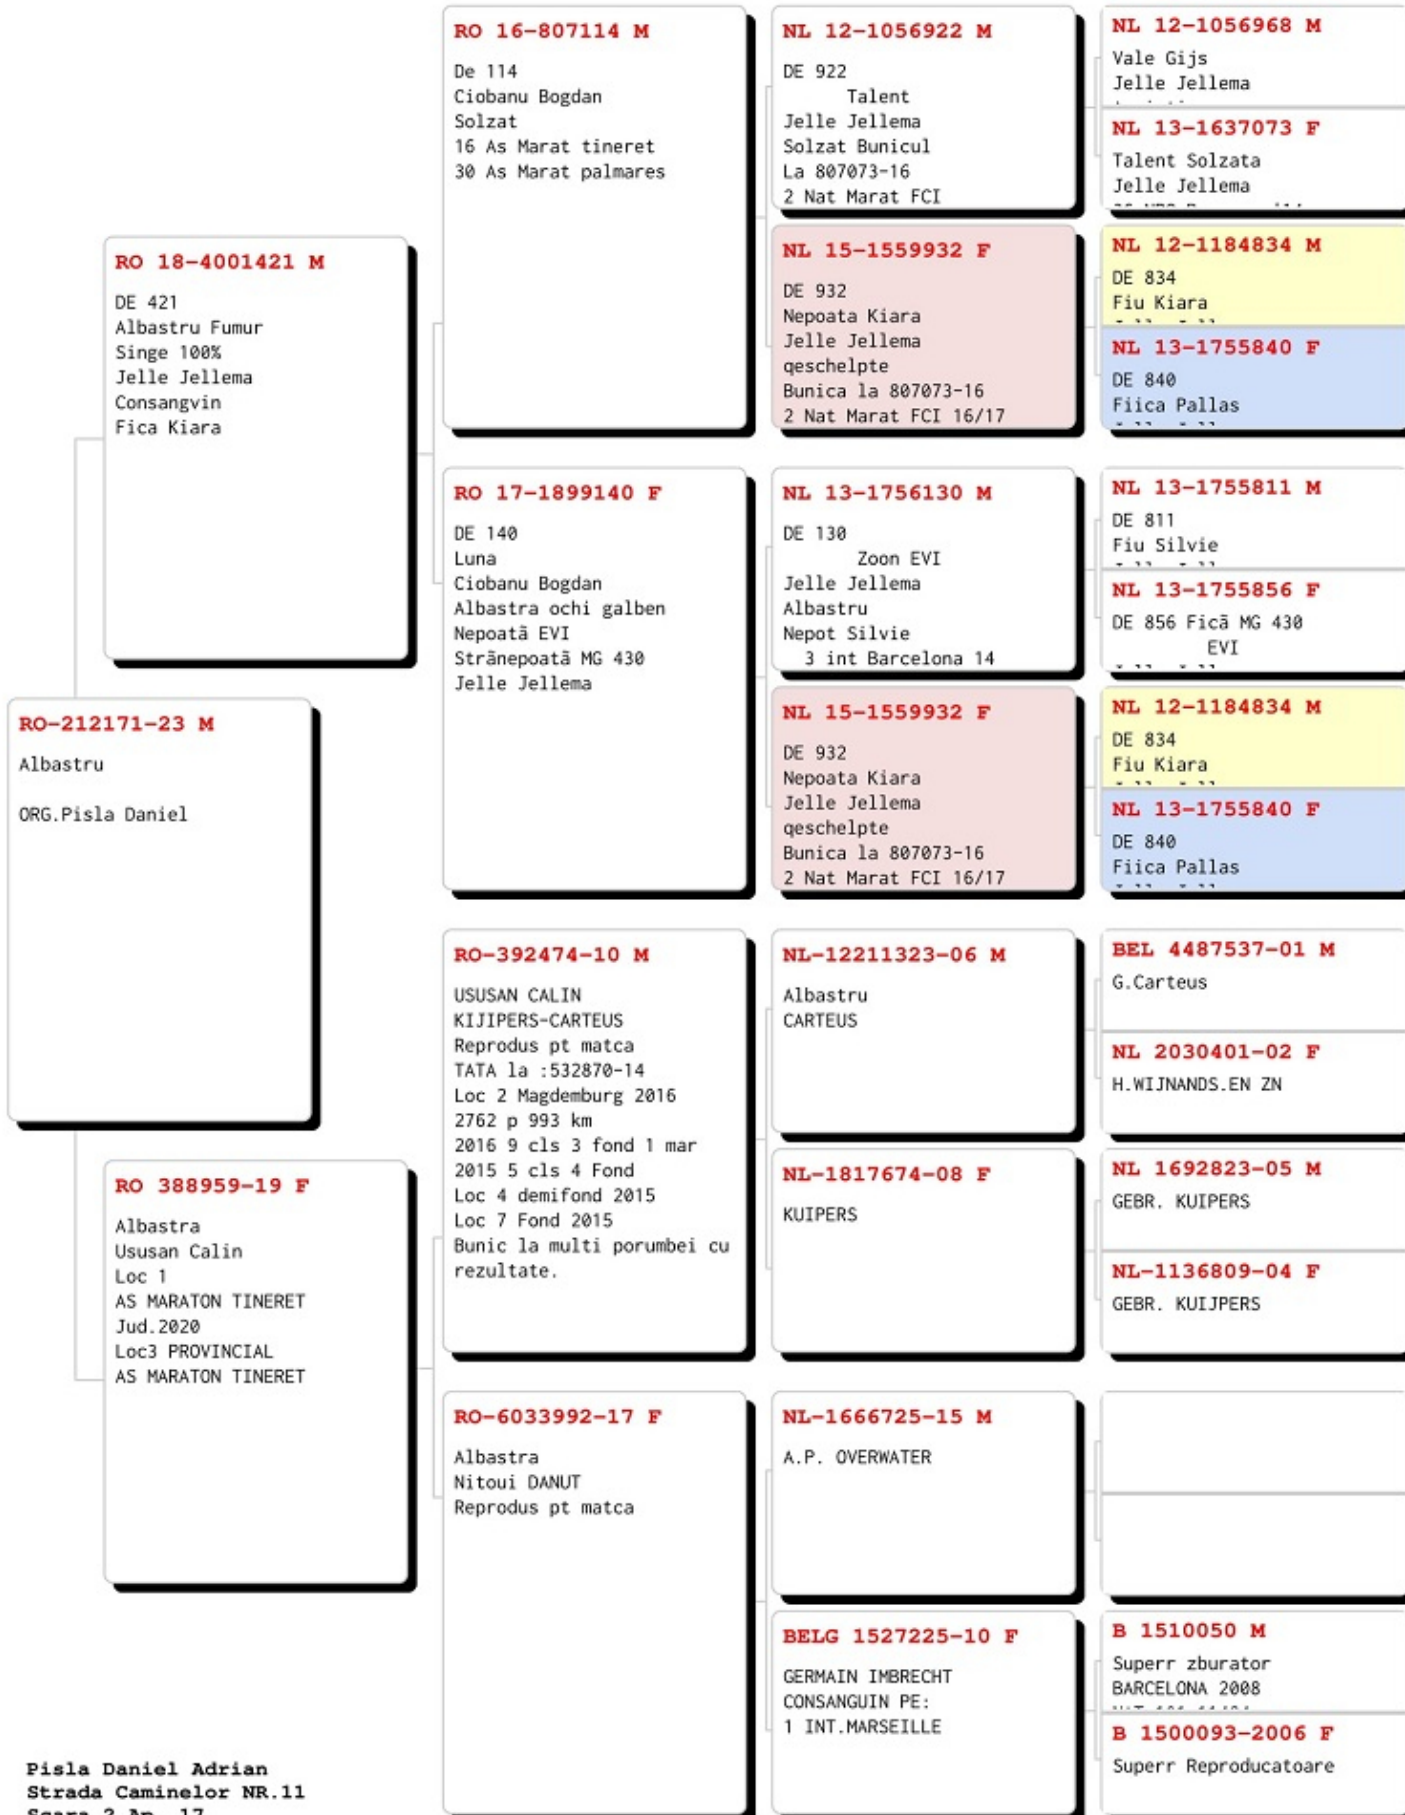 RO-212171-23 M
Albastru
ORG.Pisla Daniel
RO 18-4001421 M
DE 421
Albastru Fumur
Singe 100%
Jelle Jellema
Consangvin
Fica Kiara
RO 388959-19 F
Albastra
Ususan Calin
Loc 1
AS MARATON TINERET
Jud.2020
Loc3 PROVINCIAL
AS MARATON TINERET
RO 16-807114 M
De 114
Ciobanu Bogdan
Solzat
16 As Marat tineret
30 As Marat palmares
RO 17-1899140 F
DE 140
Luna
Ciobanu Bogdan
Albastra ochi galben
Nepoată EVI
Strănepoată MG 430
Jelle Jellema
RO-392474-10 M
USUSAN CALIN
KIJIPERS-CARTEUS
Reprodus pt matca
TATA la :532870-14
Loc 2 Magdemburg 2016
2762 p 993 km
2016 9 cls 3 fond 1 mar
2015 5 cls 4 Fond
Loc 4 demifond 2015
Loc 7 Fond 2015
Bunic la multi porumbei cu
rezultate.
RO-6033992-17 F
Albastra
Nitoui DANUT
Reprodus pt matca
NL 12-1056922 M
DE 922
Talent
Jelle Jellema
Solzat Bunicul
La 807073-16
2 Nat Marat FCI
NL 15-1559932 F
DE 932
Nepoata Kiara
Jelle Jellema
qeschelpte
Bunica la 807073-16
2 Nat Marat FCI 16/17
NL 13-1756130 M
DE 130
Zoon EVI
Jelle Jellema
Albastru
Nepot Silvie
3 int Barcelona 14
NL 15-1559932 F
DE 932
Nepoata Kiara
Jelle Jellema
qeschelpte
Bunica la 807073-16
2 Nat Marat FCI 16/17
NL-12211323-06 M
Albastru
CARTEUS
NL-1817674-08 F
KUIPERS
NL-1666725-15 M
A.P. OVERWATER
BELG 1527225-10 F
GERMAIN IMBRECHT
CONSANGUIN PE:
1 INT.MARSEILLE
NL 12-1056968 M
Vale Gijs
Jelle Jellema
NL 13-1637073 F
Talent Solzata
Jelle Jellema
NL 12-1184834 M
DE 834
Fiu Kiara
NL 13-1755840 F
DE 840
Fiica Pallas
NL 13-1755811 M
DE 811
Fiu Silvie
NL 13-1755856 F
DE 856 Fică MG 430
EVI
NL 12-1184834 M
DE 834
Fiu Kiara
NL 13-1755840 F
DE 840
Fiica Pallas
BEL 4487537-01 M
G.Carteus
NL 2030401-02 F
H.WIJNANDS.EN ZN
NL 1692823-05 M
GEBR. KUIPERS
NL-1136809-04 F
GEBR. KUIJPERS
B 1510050 M
Superr zburator
BARCELONA 2008
B 1500093-2006 F
Superr Reproducatoare
Pisla Daniel Adrian
Strada Caminelor NR.11
Scara 2 Ap. 17